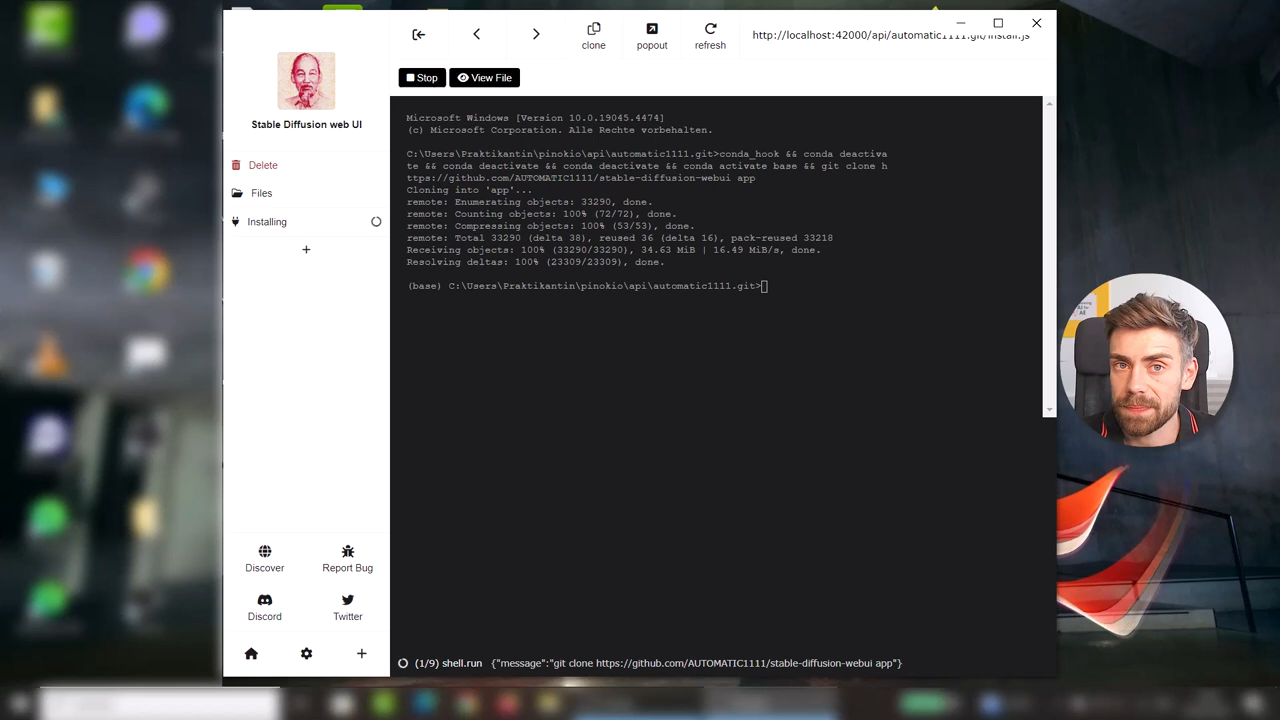 clone
popout
refresh
http://localhost:42000/api/automatic1111.git/install.js
Stop
View File
Stable Diffusion web UI
Delete
Files
Installing
Discover
Report Bug
Discord
Twitter
Microsoft Windows [Version 10.0.19045.4474]
(c) Microsoft Corporation. Alle Rechte vorbehalten.
C:\Users\Praktikantin\pinokio\api\automatic1111.git>conda_hook && conda deactiva
te && conda deactivate && conda deactivate && conda activate base && git clone h
ttps://github.com/AUTOMATIC1111/stable-diffusion-webui app
Cloning into 'app'...
remote: Enumerating objects: 33290, done.
remote: Counting objects: 100% (72/72), done.
remote: Compressing objects: 100% (53/53), done.
remote: Total 33290 (delta 38), reused 36 (delta 16), pack-reused 33218
Receiving objects: 100% (33290/33290), 34.63 MiB | 16.49 MiB/s, done.
Resolving deltas: 100% (23309/23309), done.
(base) C:\Users\Praktikantin\pinokio\api\automatic1111.git>
(1/9) shell.run {"message":"git clone https://github.com/AUTOMATIC1111/stable-diffusion-webui app"}